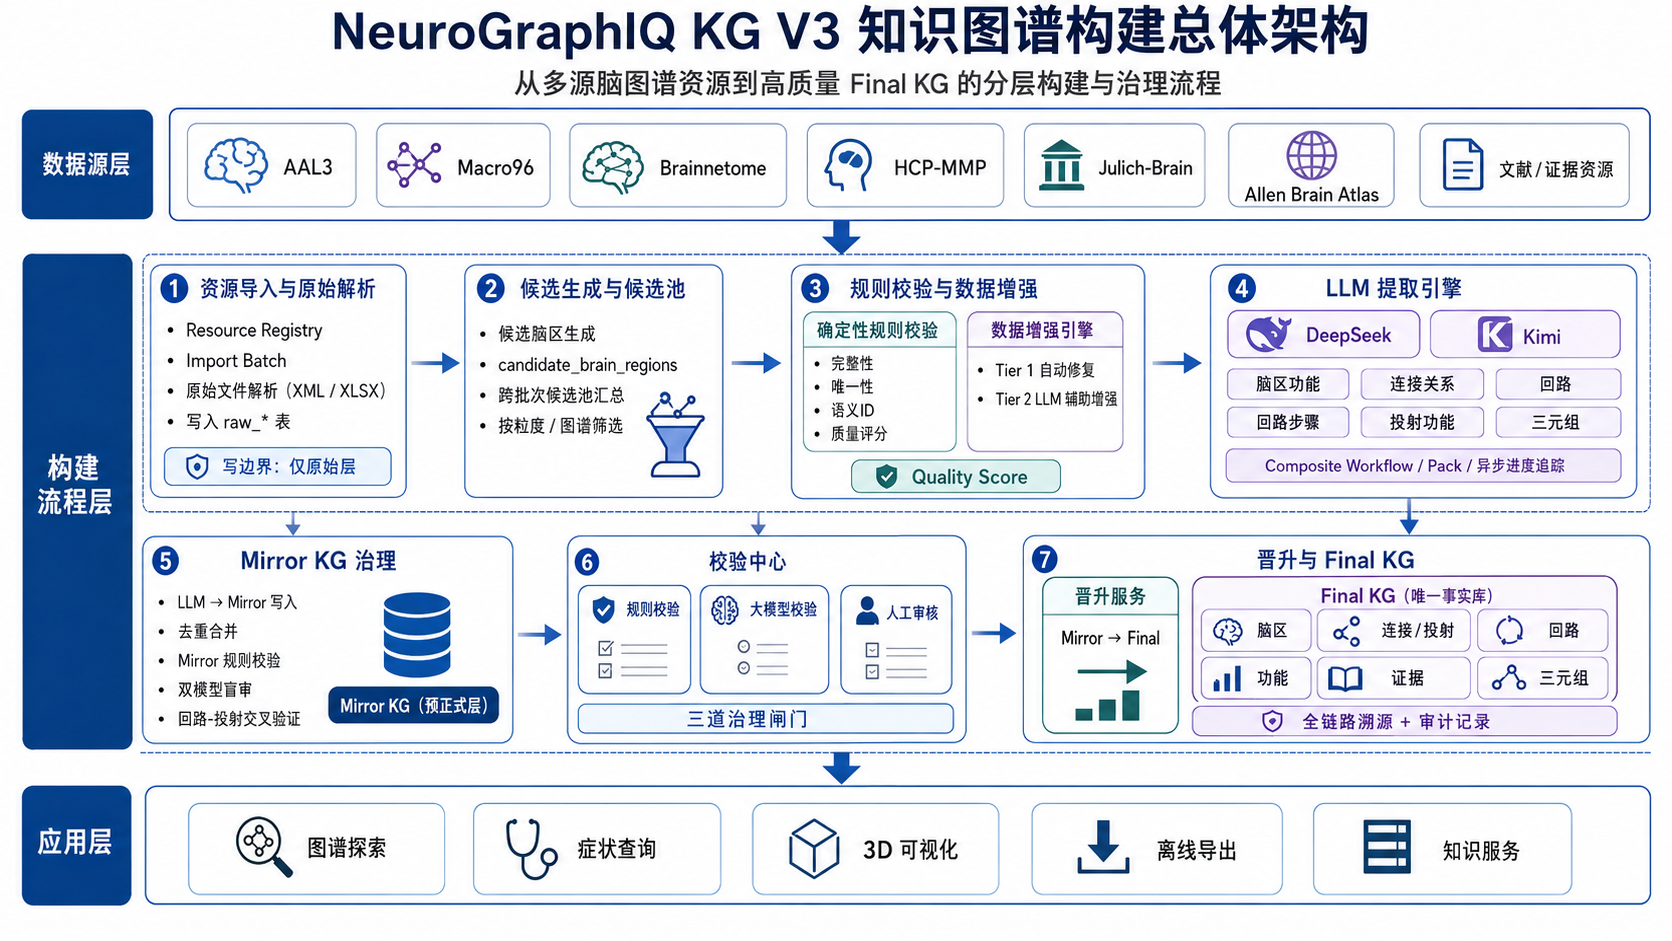 NeuroGraphIQ KG V3 知识图谱构建总体架构
从多源脑图谱资源到高质量 Final KG 的分层构建与治理流程
数据源层
AAL3
Macro96
Brainnetome
HCP-MMP
Julich-Brain
Allen Brain Atlas
文献/证据资源
构建
流程层
1 资源导入与原始解析
• Resource Registry
• Import Batch
• 原始文件解析（XML / XLSX）
• 写入 raw_* 表
写边界：仅原始层
2 候选生成与候选池
• 候选脑区生成
• candidate_brain_regions
• 跨批次候选池汇总
• 按粒度 / 图谱筛选
3 规则校验与数据增强
确定性规则校验
• 完整性
• 唯一性
• 语义ID
• 质量评分
数据增强引擎
• Tier 1 自动修复
• Tier 2 LLM 辅助增强
Quality Score
4 LLM 提取引擎
DeepSeek
Kimi
脑区功能
连接关系
回路
回路步骤
投射功能
三元组
Composite Workflow / Pack / 异步进度追踪
5 Mirror KG 治理
• LLM → Mirror 写入
• 去重合并
• Mirror 规则校验
• 双模型盲审
• 回路-投射交叉验证
Mirror KG（预正式层）
6 校验中心
规则校验
大模型校验
人工审核
三道治理闸门
7 晋升与 Final KG
晋升服务
Mirror → Final
Final KG（唯一事实库）
脑区
连接/投射
回路
功能
证据
三元组
全链路溯源 + 审计记录
应用层
图谱探索
症状查询
3D 可视化
离线导出
知识服务